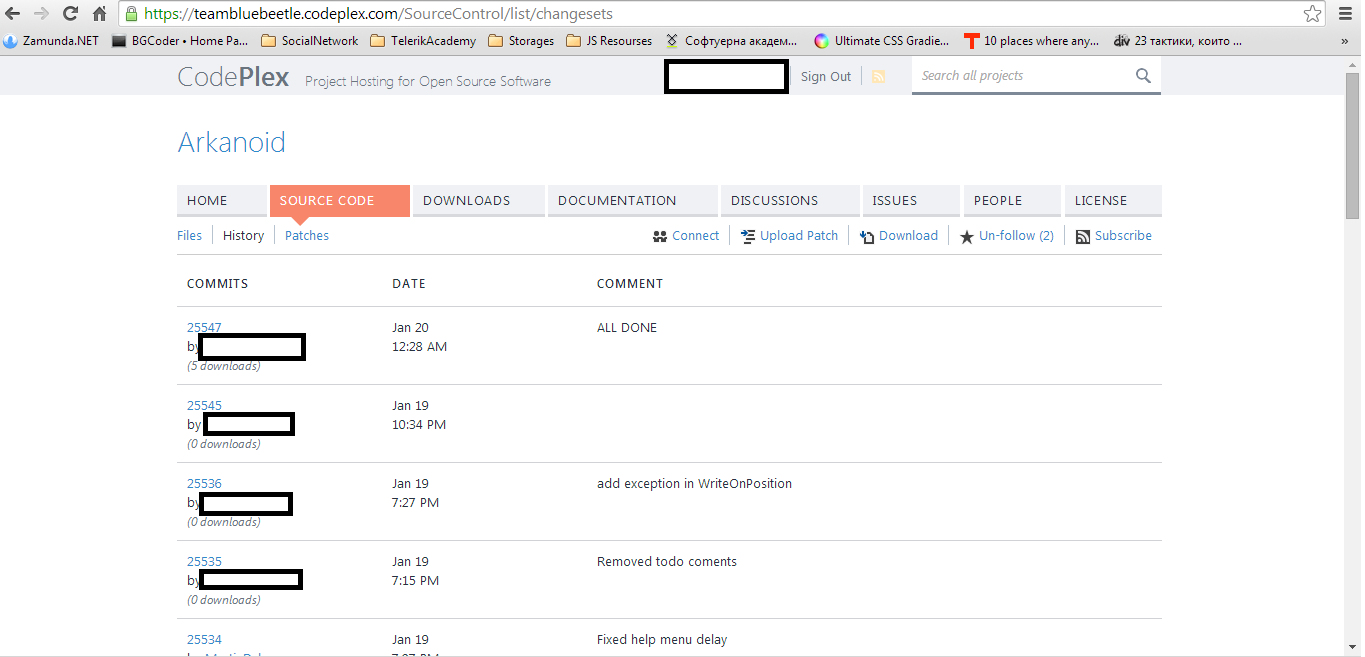 https://teambluebeetle.codeplex.com/SourceControl/list/changesets
Zamunda.NET BGCoder • Home Pa... SocialNetwork TelerikAcademy Storages JS Resourses Софтуерна академ... Ultimate CSS Gradie... 10 places where any... div 23 тактики, които ... »
CodePlex Project Hosting for Open Source Software Sign Out Search all projects
Arkanoid
HOME SOURCE CODE DOWNLOADS DOCUMENTATION DISCUSSIONS ISSUES PEOPLE LICENSE
Files History Patches Connect Upload Patch Download Un-follow (2) Subscribe
COMMITS DATE COMMENT
25547 Jan 20 ALL DONE
by 12:28 AM
(5 downloads)
25545 Jan 19
by 10:34 PM
(0 downloads)
25536 Jan 19 add exception in WriteOnPosition
by 7:27 PM
(0 downloads)
25535 Jan 19 Removed todo coments
by 7:15 PM
(0 downloads)
25534 Jan 19 Fixed help menu delay